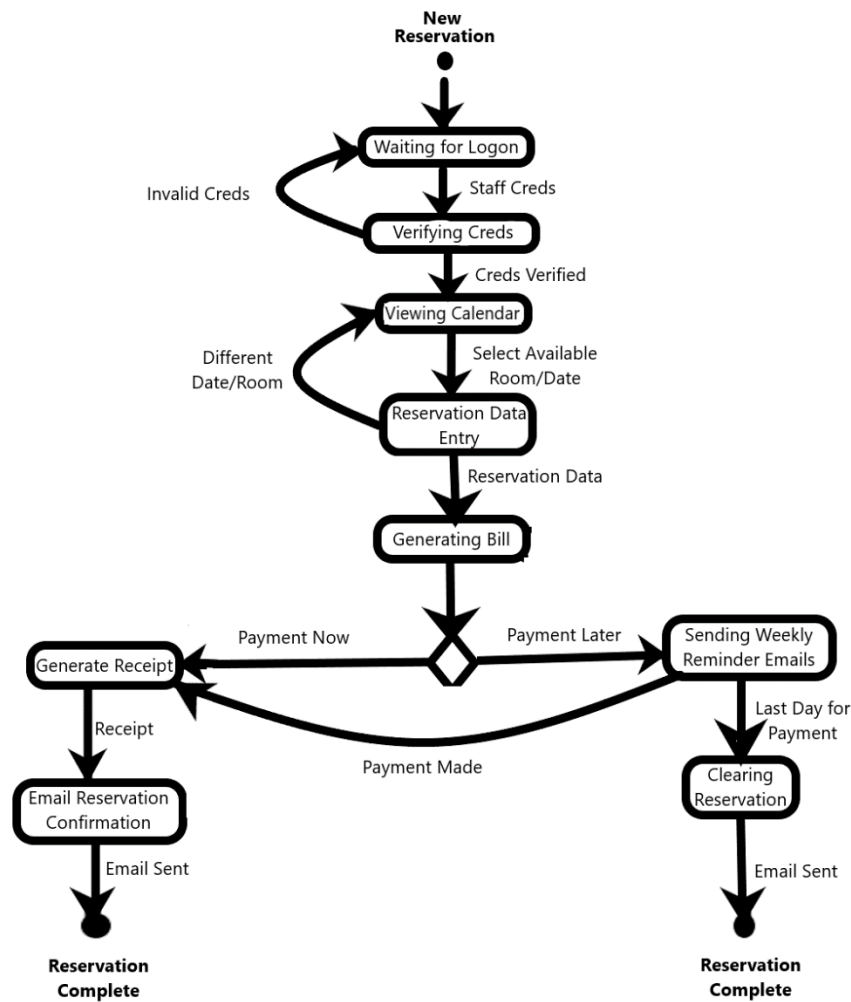 New
Reservation
Waiting for Logon
Invalid Creds
Staff Creds
Verifying Creds
Creds Verified
Viewing Calendar
Different
Date/Room
Select Available
Room/Date
Reservation Data
Entry
Reservation Data
Generating Bill
Payment Now
Payment Later
Sending Weekly
Reminder Emails
Generate Receipt
Receipt
Last Day for
Payment
Payment Made
Email Reservation
Confirmation
Clearing
Reservation
Email Sent
Email Sent
Reservation
Complete
Reservation
Complete